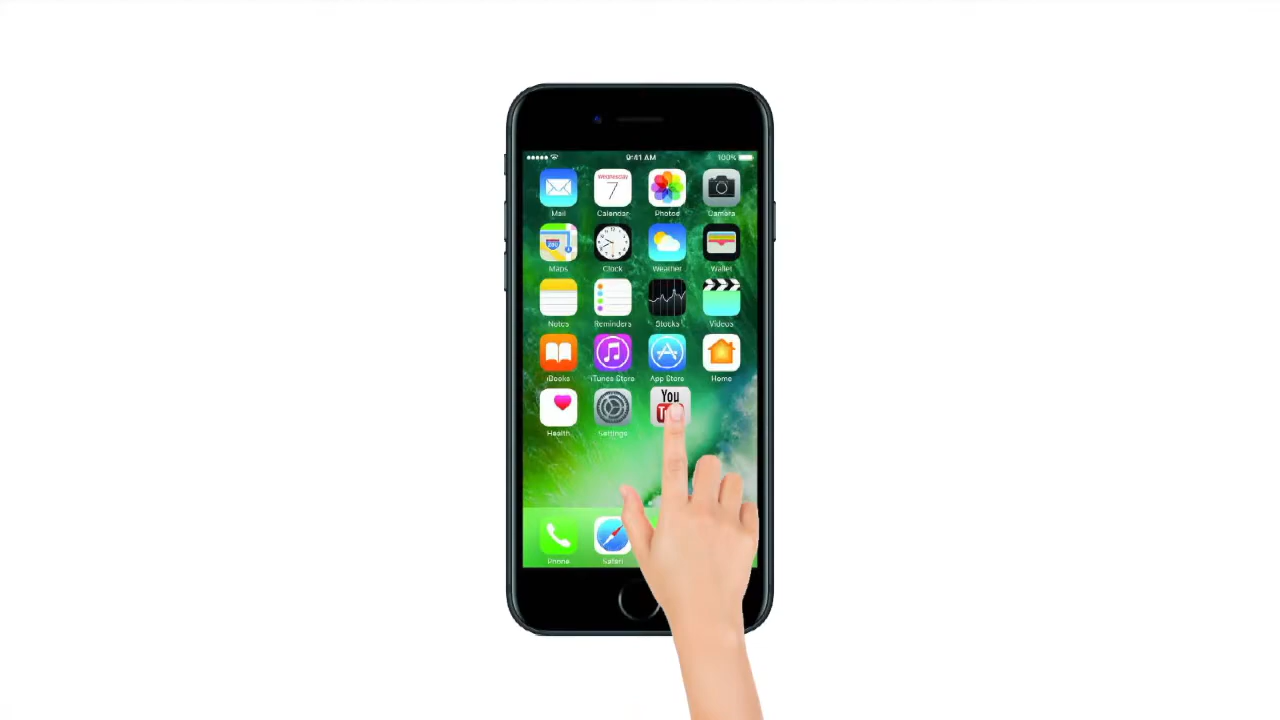 9:41 AM 100%
Wednesday
7
Mail Calendar Photos Camera
280
Maps Clock Weather Wallet
Notes Reminders Stocks Videos
iBooks iTunes Store App Store Home
You
Health Settings
Phone Safari